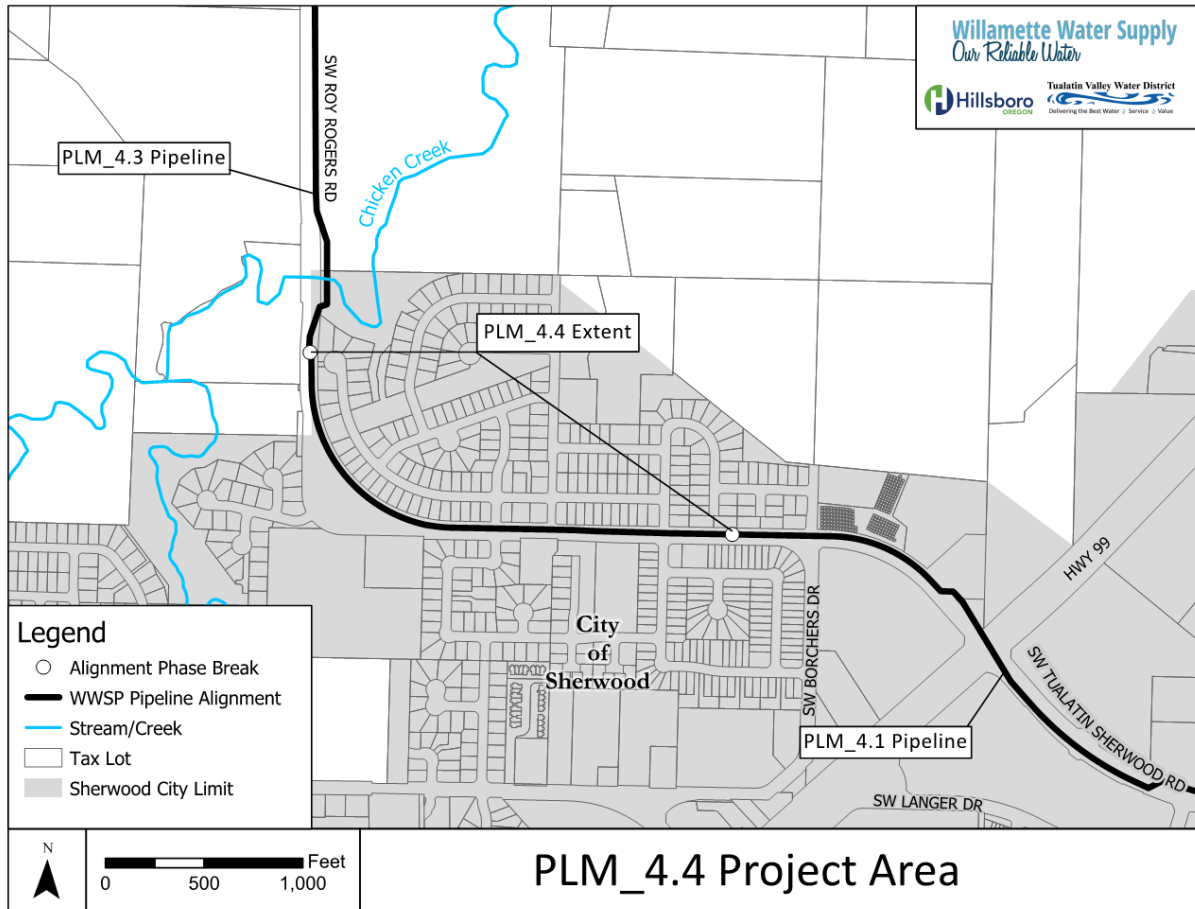 Willamette Water Supply
Our Reliable Water
Hillsboro
OREGON
Tualatin Valley Water District
Delivering the Best Water Service Value
SW ROY ROGERS RD
PLM_4.3 Pipeline
Chicken Creek
PLM_4.4 Extent
HWY 99
City
of
Sherwood
SW BORCHERS DR
SW TUALATIN SHERWOOD RD
PLM_4.1 Pipeline
SW LANGER DR
Legend
Alignment Phase Break
WWSP Pipeline Alignment
Stream/Creek
Tax Lot
Sherwood City Limit
N
Feet
0 500 1,000
PLM_4.4 Project Area